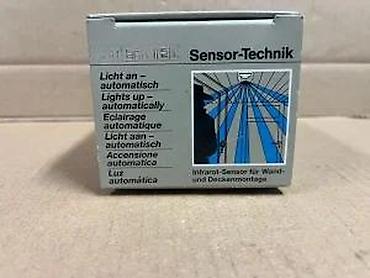 Sensor-Technik
Licht an –
automatisch
Lights up –
automatically
Eclairage
automatique
Licht aan –
automatisch
Accensione
automatica
Luz
automática
Infrarot-Sensor für Wand-
und Deckenmontage